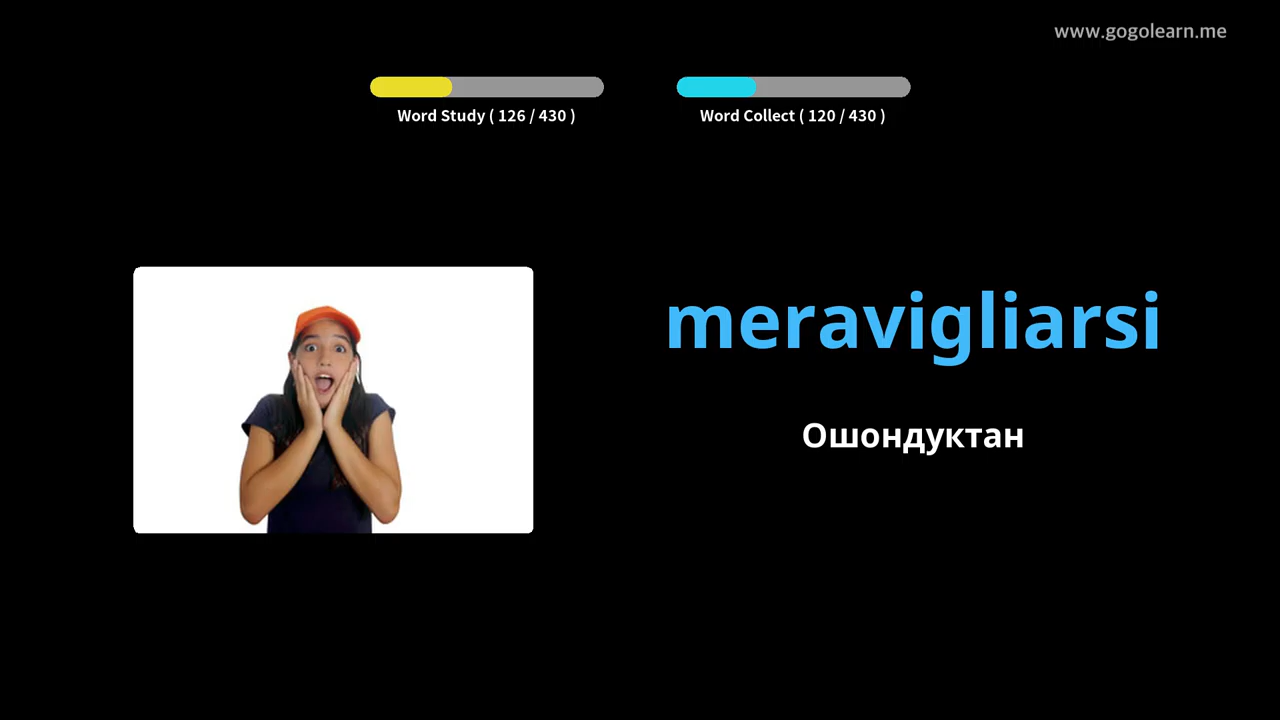 www.gogolearn.me
Word Study ( 126 / 430 )
Word Collect ( 120 / 430 )
meravigliarsi
Ошондуктан